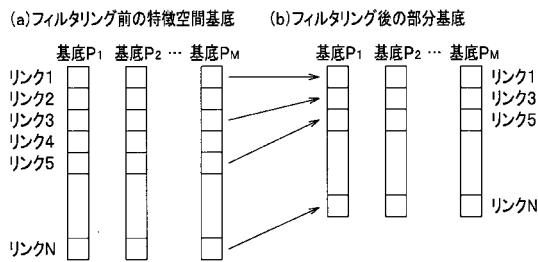 (a)フィルタリング前の特徴空間基底
(b)フィルタリング後の部分基底
基底P1 基底P2 … 基底PM
基底P1 基底P2 … 基底PM
リンク1
リンク2
リンク3
リンク4
リンク5
リンクN
リンク1
リンク3
リンク5
リンクN